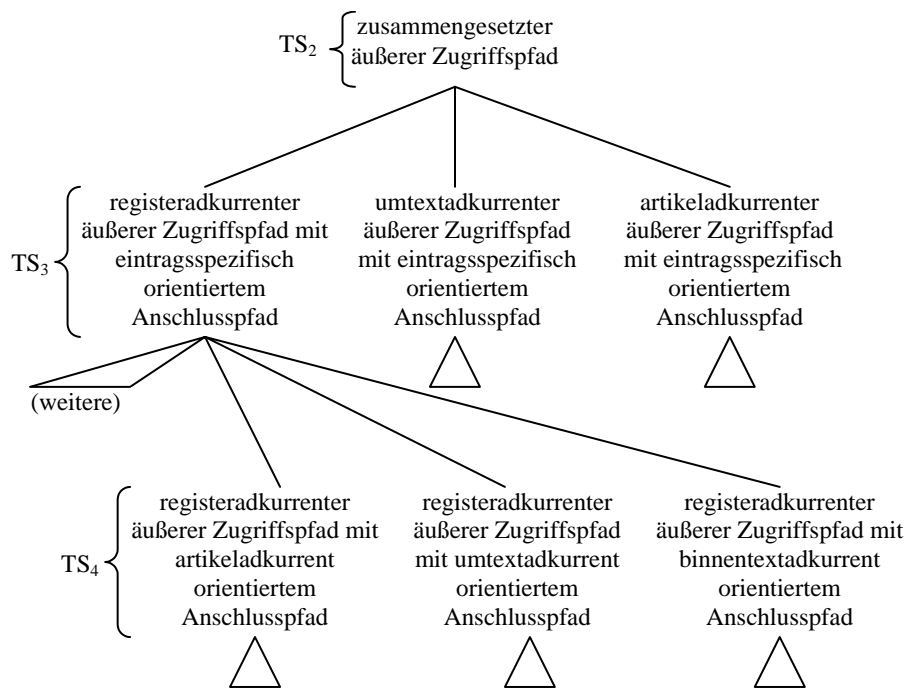 TS₂
zusammengesetzter
äußerer Zugriffspfad
TS₃
registeradkurrenter
äußerer Zugriffspfad mit
eintragsspezifisch
orientiertem
Anschlusspfad
umtextadkurrenter
äußerer Zugriffspfad
mit eintragsspezifisch
orientiertem
Anschlusspfad
artikeladkurrenter
äußerer Zugriffspfad
mit eintragsspezifisch
orientiertem
Anschlusspfad
(weitere)
TS₄
registeradkurrenter
äußerer Zugriffspfad mit
artikeladkurrent
orientiertem
Anschlusspfad
registeradkurrenter
äußerer Zugriffspfad
mit umtextadkurrent
orientiertem
Anschlusspfad
registeradkurrenter
äußerer Zugriffspfad mit
binnentextadkurrent
orientiertem
Anschlusspfad